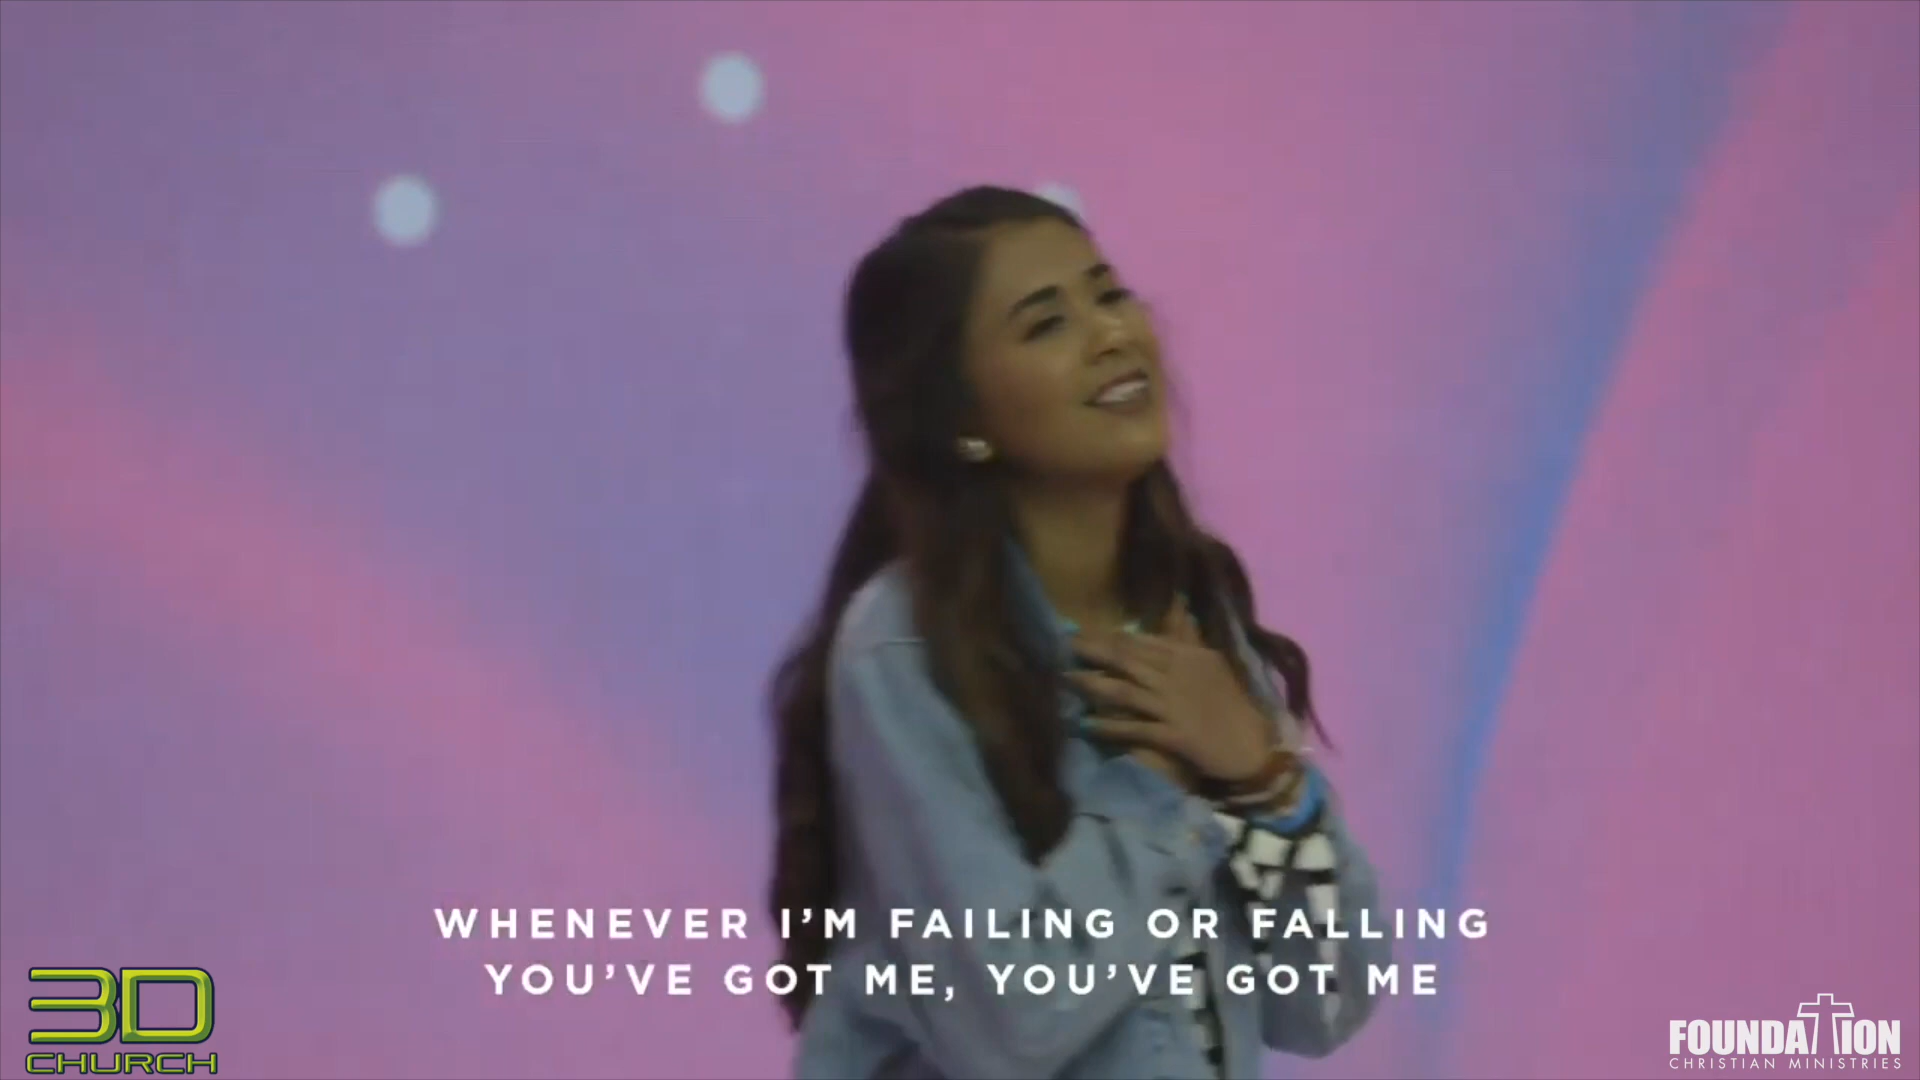 WHENEVER I'M FAILING OR FALLING
YOU'VE GOT ME, YOU'VE GOT ME
3D
CHURCH
FOUNDATION
CHRISTIAN MINISTRIES